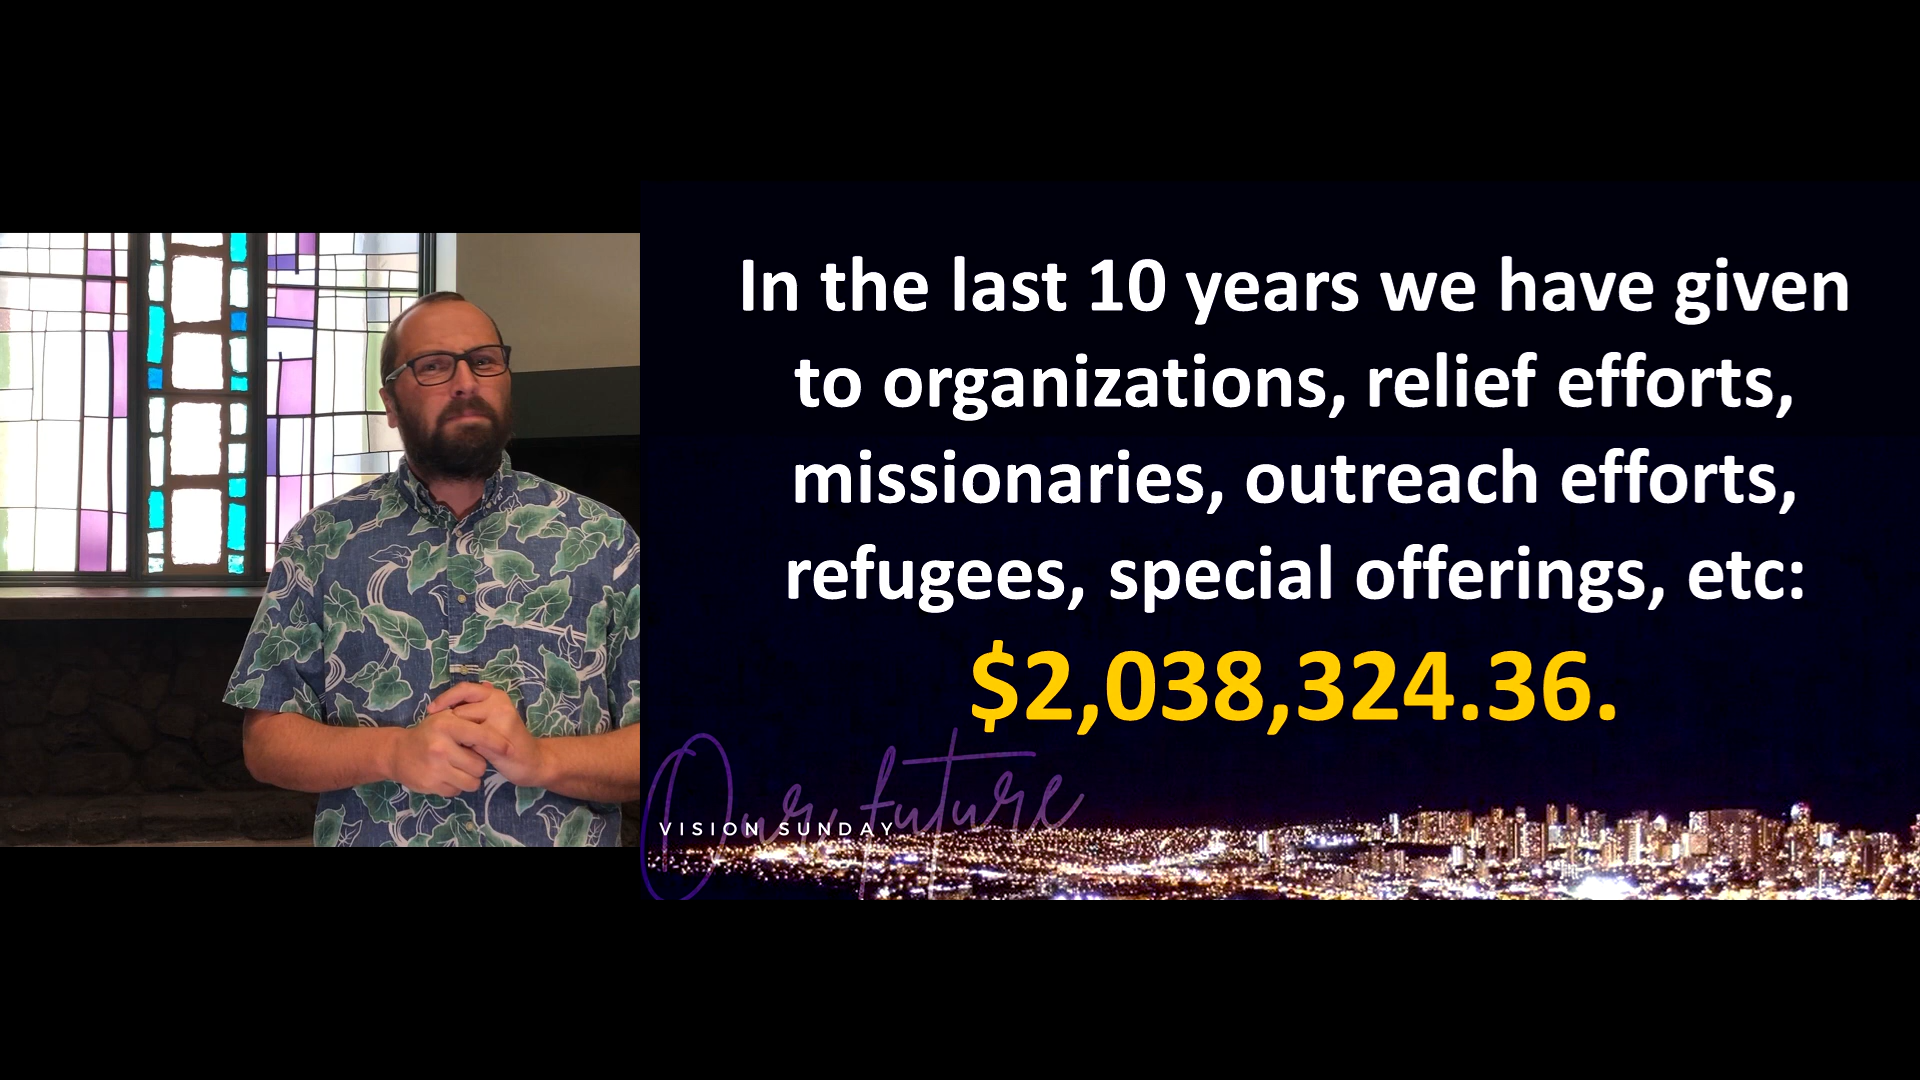 In the last 10 years we have given
to organizations, relief efforts,
missionaries, outreach efforts,
refugees, special offerings, etc:
$2,038,324.36.
Our future
VISION SUNDAY